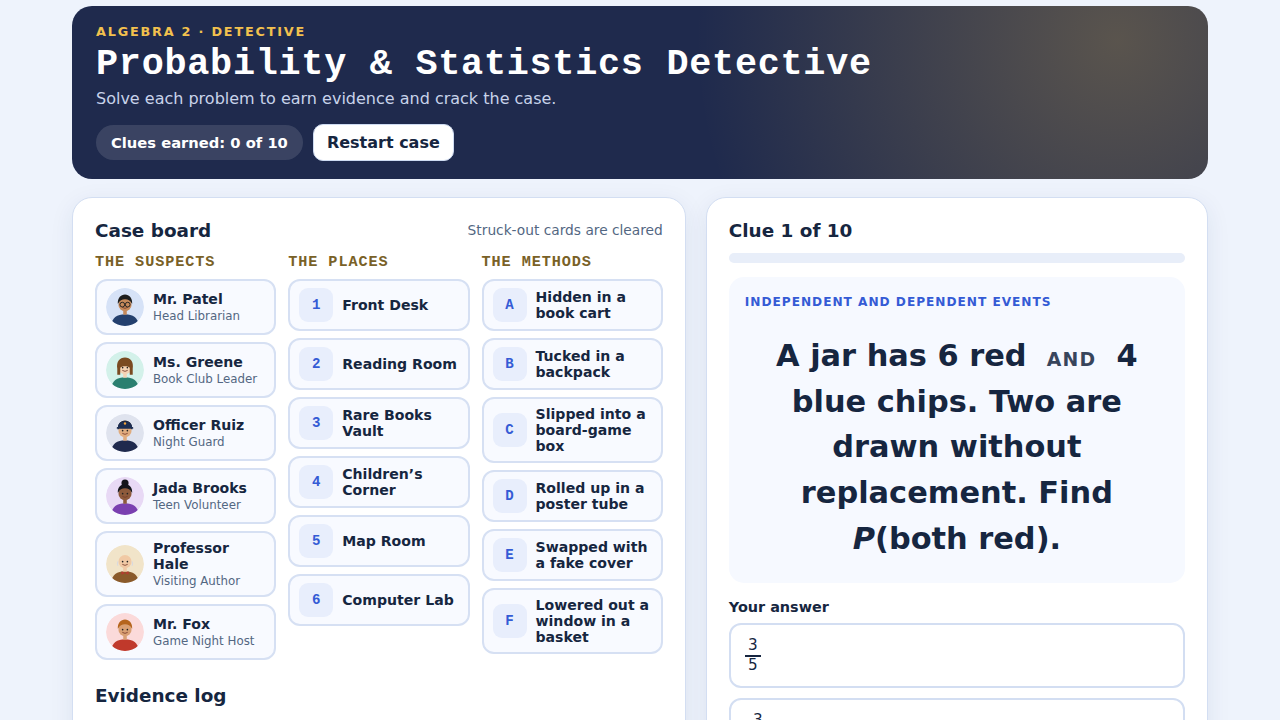 ALGEBRA 2 · DETECTIVE
Probability & Statistics Detective
Solve each problem to earn evidence and crack the case.
Clues earned: 0 of 10
Restart case
Case board
Struck-out cards are cleared
THE SUSPECTS
Mr. Patel
Head Librarian
Ms. Greene
Book Club Leader
Officer Ruiz
Night Guard
Jada Brooks
Teen Volunteer
Professor
Hale
Visiting Author
Mr. Fox
Game Night Host
THE PLACES
1 Front Desk
2 Reading Room
3 Rare Books
Vault
4 Children’s
Corner
5 Map Room
6 Computer Lab
THE METHODS
A Hidden in a
book cart
B Tucked in a
backpack
C Slipped into a
board-game
box
D Rolled up in a
poster tube
E Swapped with
a fake cover
F Lowered out a
window in a
basket
Evidence log
Clue 1 of 10
INDEPENDENT AND DEPENDENT EVENTS
A jar has 6 red AND 4
blue chips. Two are
drawn without
replacement. Find
P(both red).
Your answer
3
5
3